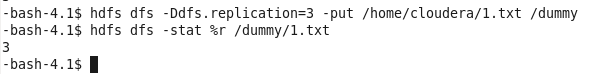 -bash-4.1$ hdfs dfs -Ddfs.replication=3 -put /home/cloudera/1.txt /dummy
-bash-4.1$ hdfs dfs -stat %r /dummy/1.txt
3
-bash-4.1$